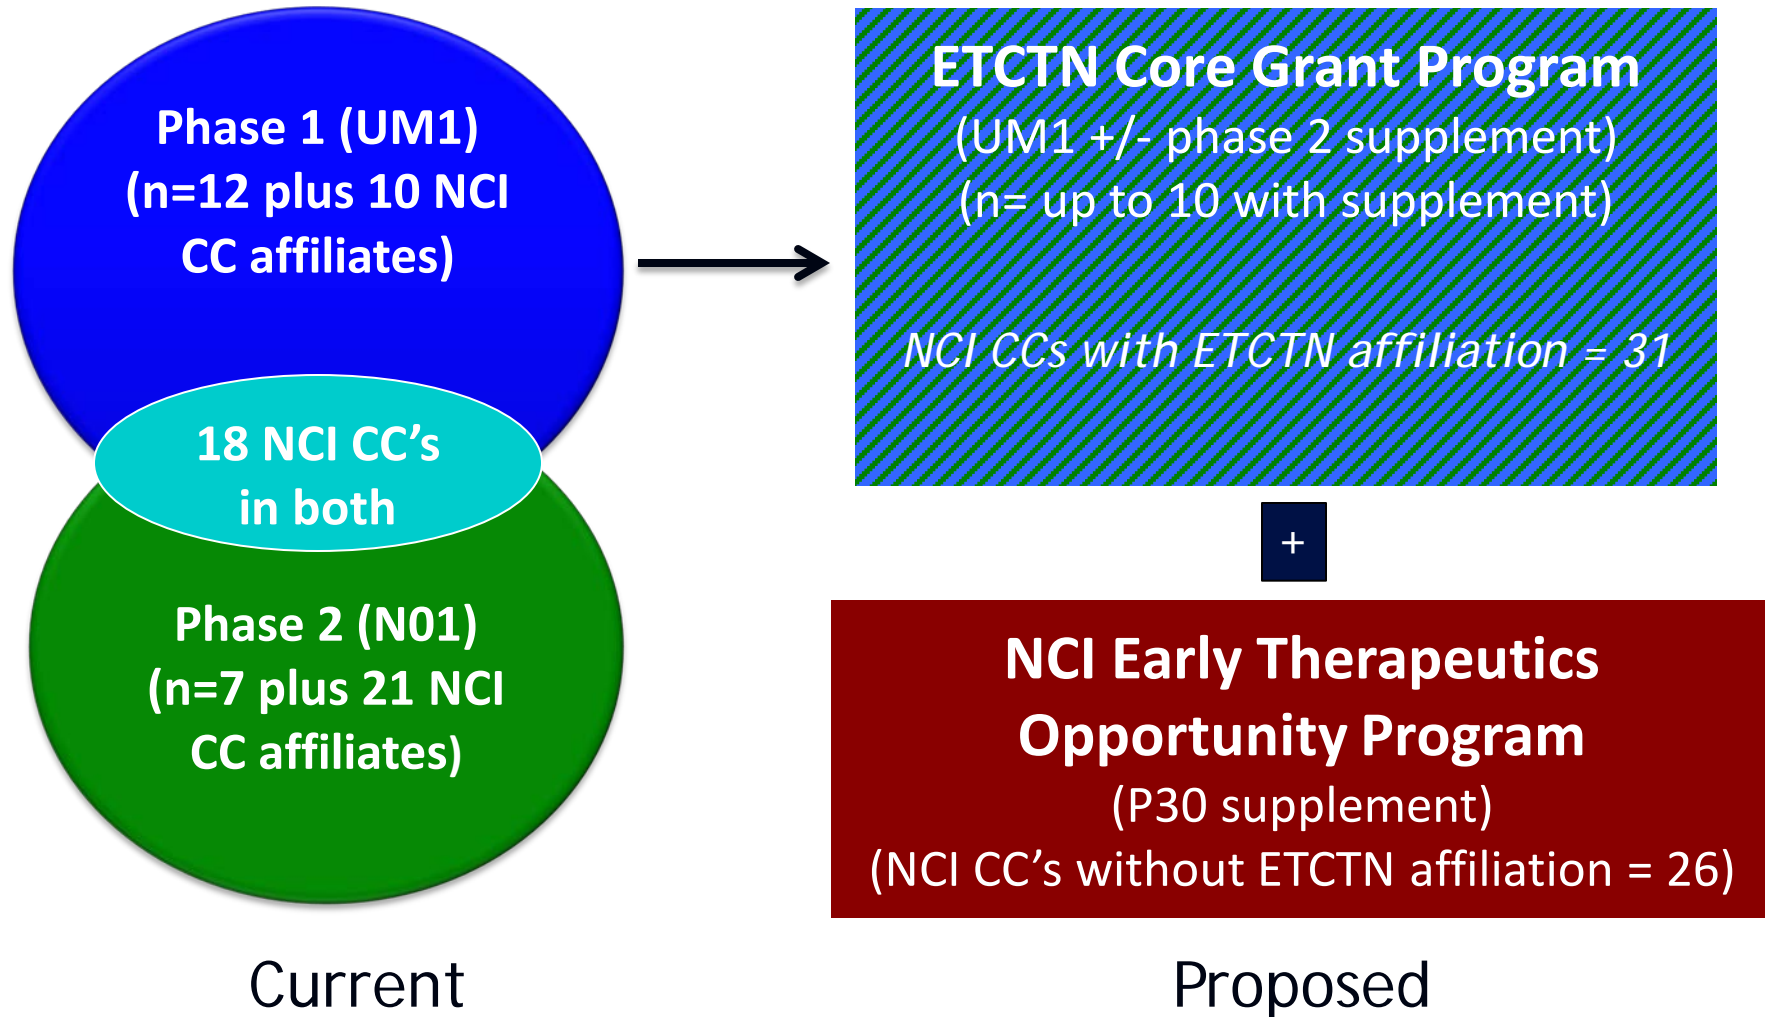 Phase 1 (UM1)
(n=12 plus 10 NCI
CC affiliates)
18 NCI CC’s
in both
Phase 2 (N01)
(n=7 plus 21 NCI
CC affiliates)
Current
ETCTN Core Grant Program
(UM1 +/- phase 2 supplement)
(n= up to 10 with supplement)
NCI CCs with ETCTN affiliation = 31
+
NCI Early Therapeutics
Opportunity Program
(P30 supplement)
(NCI CC’s without ETCTN affiliation = 26)
Proposed